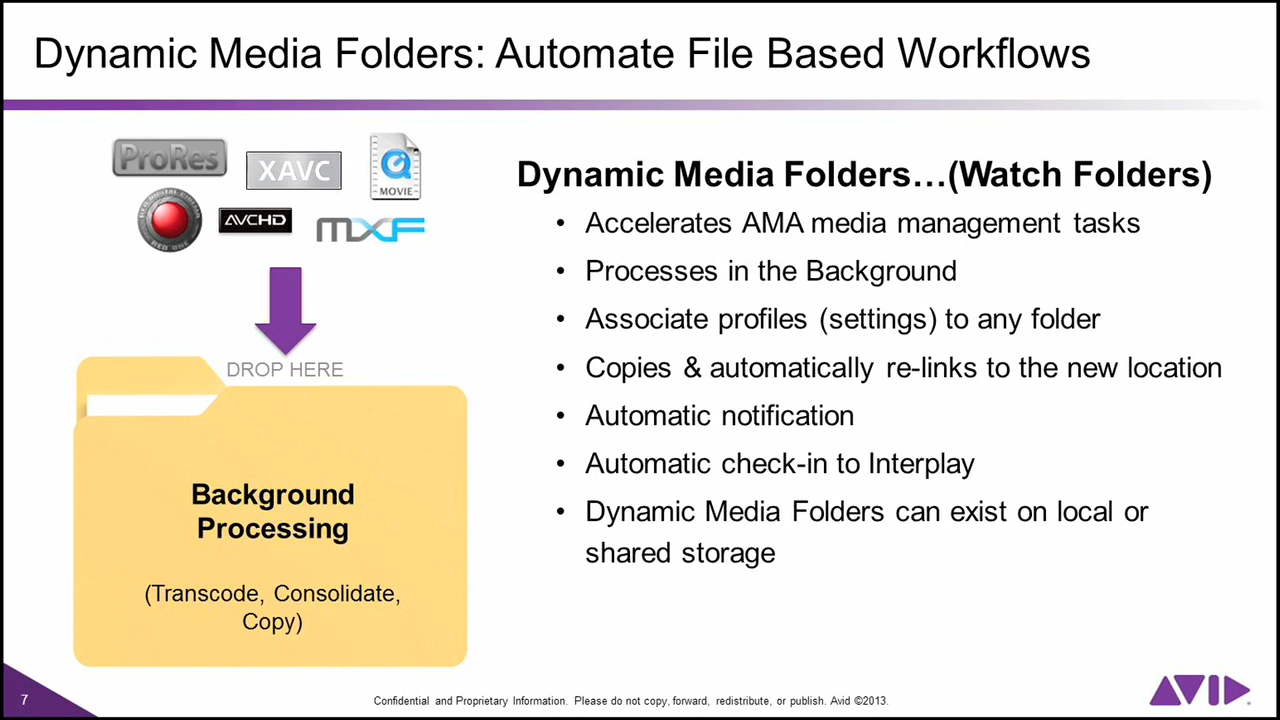 Dynamic Media Folders: Automate File Based Workflows
ProRes
XAVC
MOVIE
AVCHD
MXF
DROP HERE
Background
Processing
(Transcode, Consolidate,
Copy)
Dynamic Media Folders…(Watch Folders)
• Accelerates AMA media management tasks
• Processes in the Background
• Associate profiles (settings) to any folder
• Copies & automatically re-links to the new location
• Automatic notification
• Automatic check-in to Interplay
• Dynamic Media Folders can exist on local or
shared storage
7
Confidential and Proprietary Information. Please do not copy, forward, redistribute, or publish. Avid ©2013.
AVID